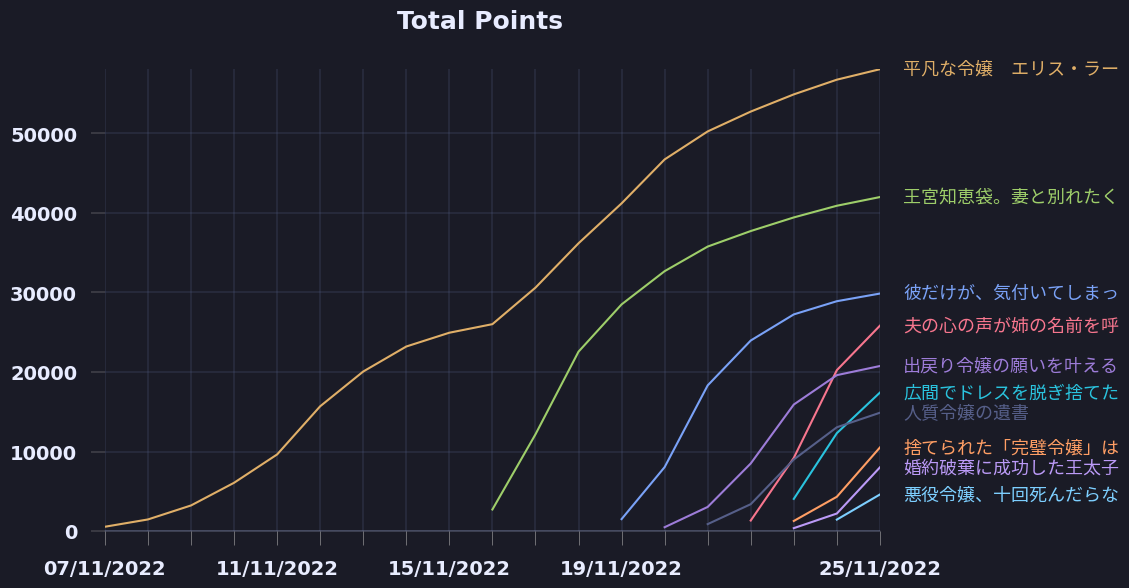 Total Points
平凡な令嬢　エリス・ラー
50000
王宮知恵袋。妻と別れたく
40000
30000
彼だけが、気付いてしまっ
夫の心の声が姉の名前を呼
20000
出戻り令嬢の願いを叶える
広間でドレスを脱ぎ捨てた
人質令嬢の遺書
10000
捨てられた「完璧令嬢」は
婚約破棄に成功した王太子
悪役令嬢、十回死んだらな
0
07/11/2022 11/11/2022 15/11/2022 19/11/2022 25/11/2022